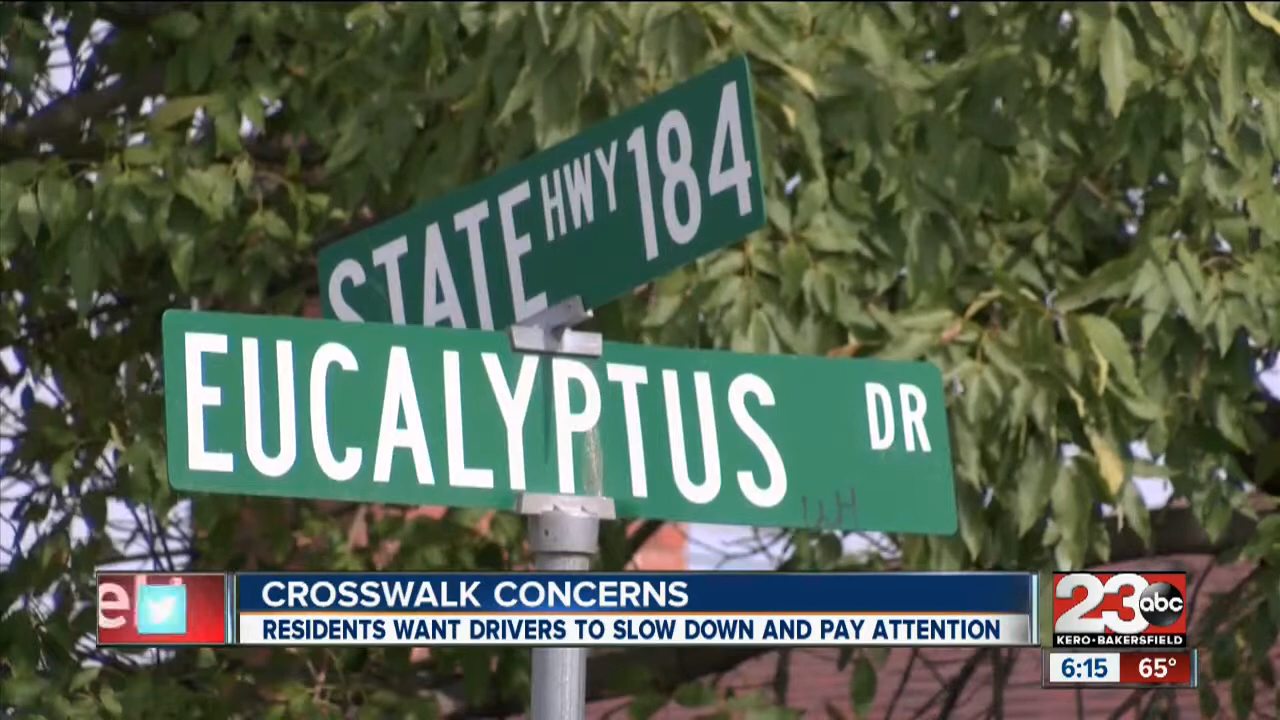 STATE HWY 184
EUCALYPTUS DR
CROSSWALK CONCERNS
RESIDENTS WANT DRIVERS TO SLOW DOWN AND PAY ATTENTION
23 abc
KERO·BAKERSFIELD
6:15 65°